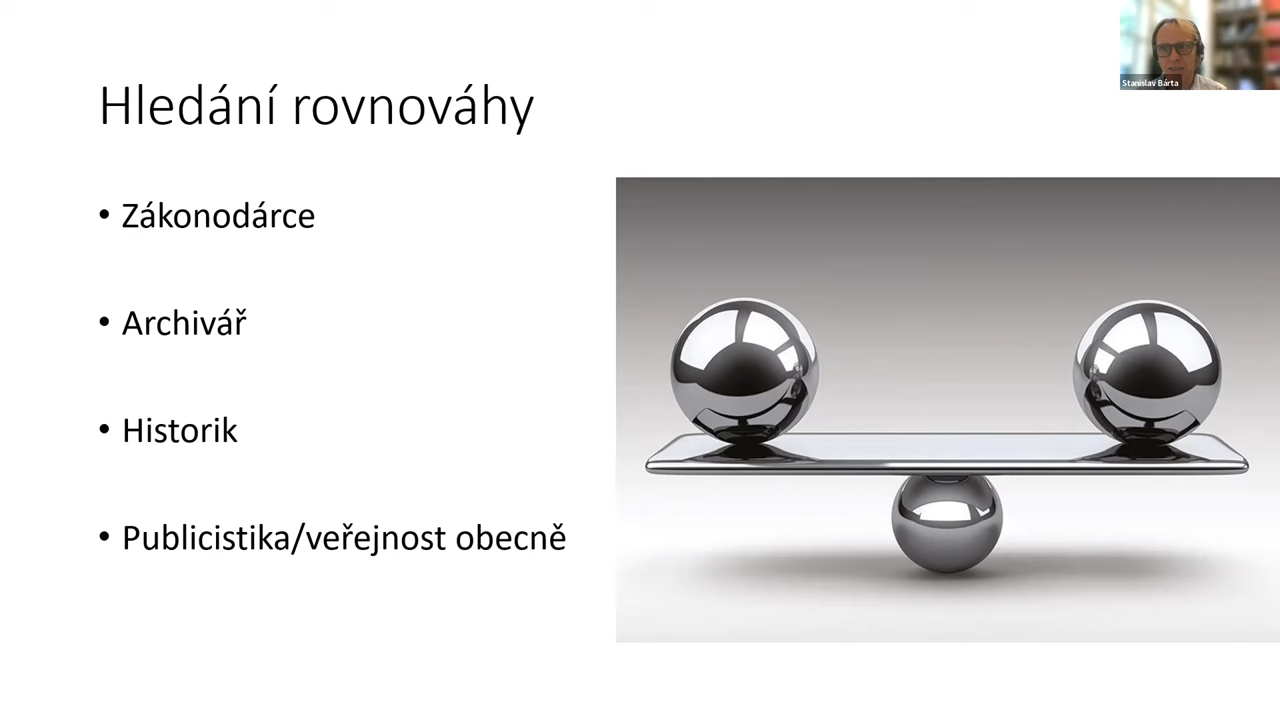 Stanislav Bárta
Hledání rovnováhy
• Zákonodárce
• Archivář
• Historik
• Publicistika/veřejnost obecně